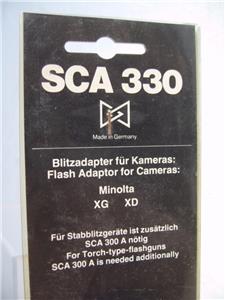 SCA 330
Made in Germany
Blitzadapter für Kameras:
Flash Adaptor for Cameras:
Minolta
XG XD
Für Stabblitzgeräte ist zusätzlich
SCA 300 A nötig
For Torch-type-flashguns
SCA 300 A is needed additionally